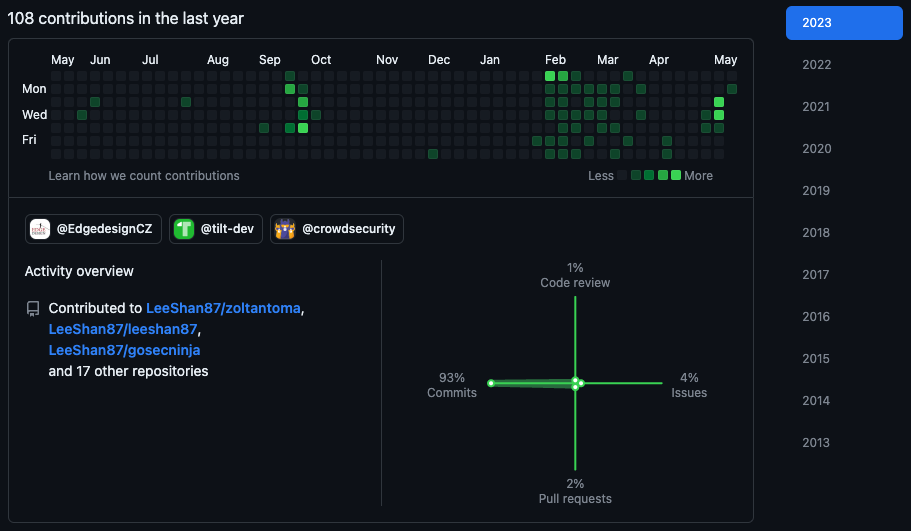 108 contributions in the last year
2023
2022
2021
2020
2019
2018
2017
2016
2015
2014
2013
May Jun Jul Aug Sep Oct Nov Dec Jan Feb Mar Apr May
Mon
Wed
Fri
Learn how we count contributions
Less More
@EdgedesignCZ @tilt-dev @crowdsecurity
Activity overview
Contributed to LeeShan87/zoltantoma,
LeeShan87/leeshan87,
LeeShan87/gosecninja
and 17 other repositories
1%
Code review
93%
Commits
4%
Issues
2%
Pull requests